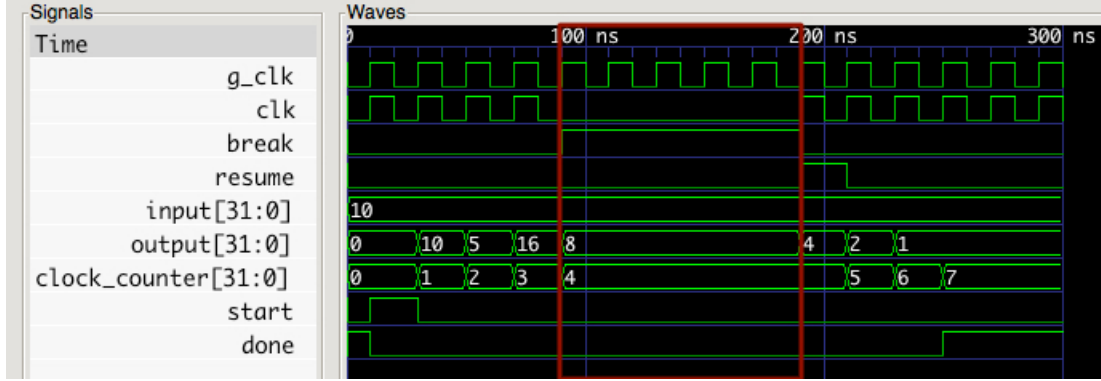 Signals
Waves
Time
0 100 ns 200 ns 300 ns
g_clk
clk
break
resume
input[31:0] 10
output[31:0] 0 10 5 16 8 4 2 1
clock_counter[31:0] 0 1 2 3 4 5 6 7
start
done